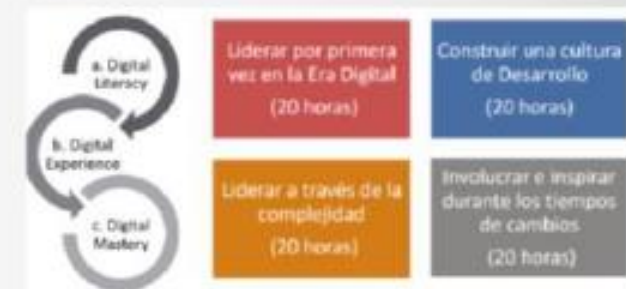 a. Digital
Literacy
b. Digital
Experience
c. Digital
Mastery
Liderar por primera
vez en la Era Digital
(20 horas)
Construir una cultura
de Desarrollo
(20 horas)
Liderar a través de la
complejidad
(20 horas)
Involucrar e inspirar
durante los tiempos
de cambios
(20 horas)